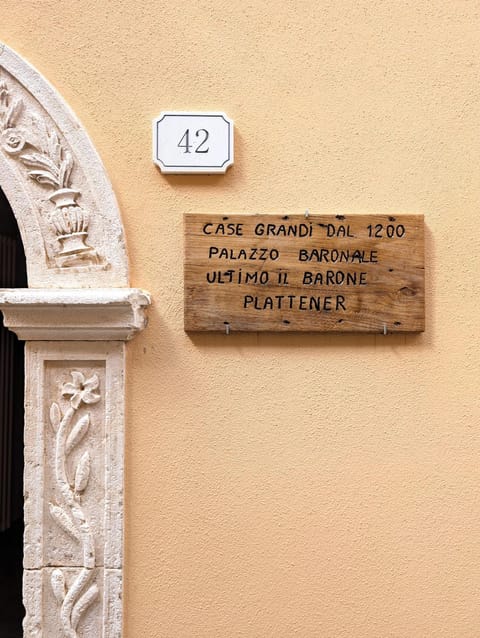 42
CASE GRANDI DAL 1200
PALAZZO BARONALE
ULTIMO IL BARONE
PLATTENER